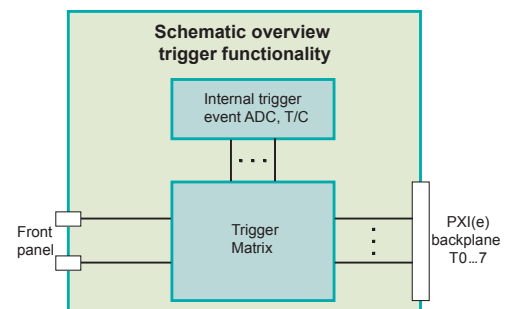 Schematic overview
trigger functionality
Internal trigger
event ADC, T/C
Front
panel
Trigger
Matrix
PXI(e)
backplane
T0...7